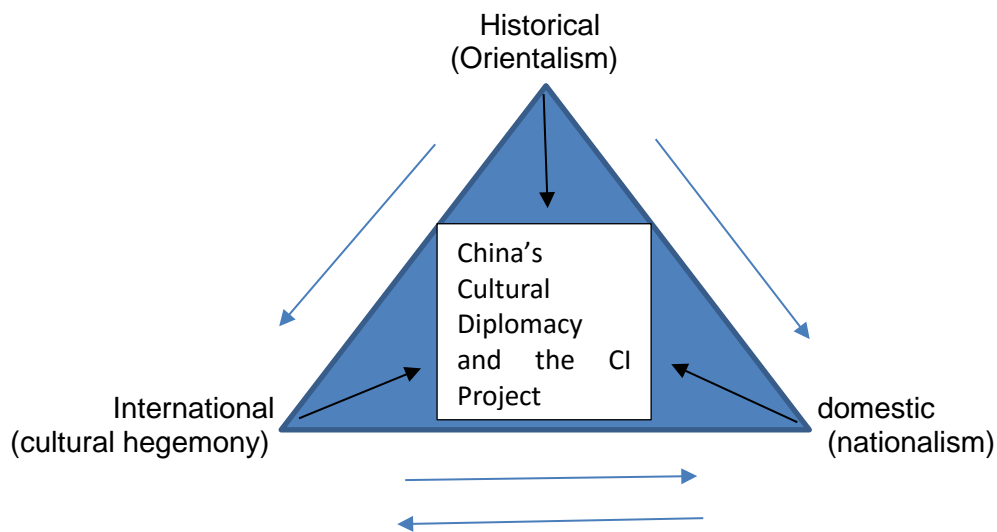 Historical
(Orientalism)
China’s
Cultural
Diplomacy
and the CI
Project
International
(cultural hegemony)
domestic
(nationalism)